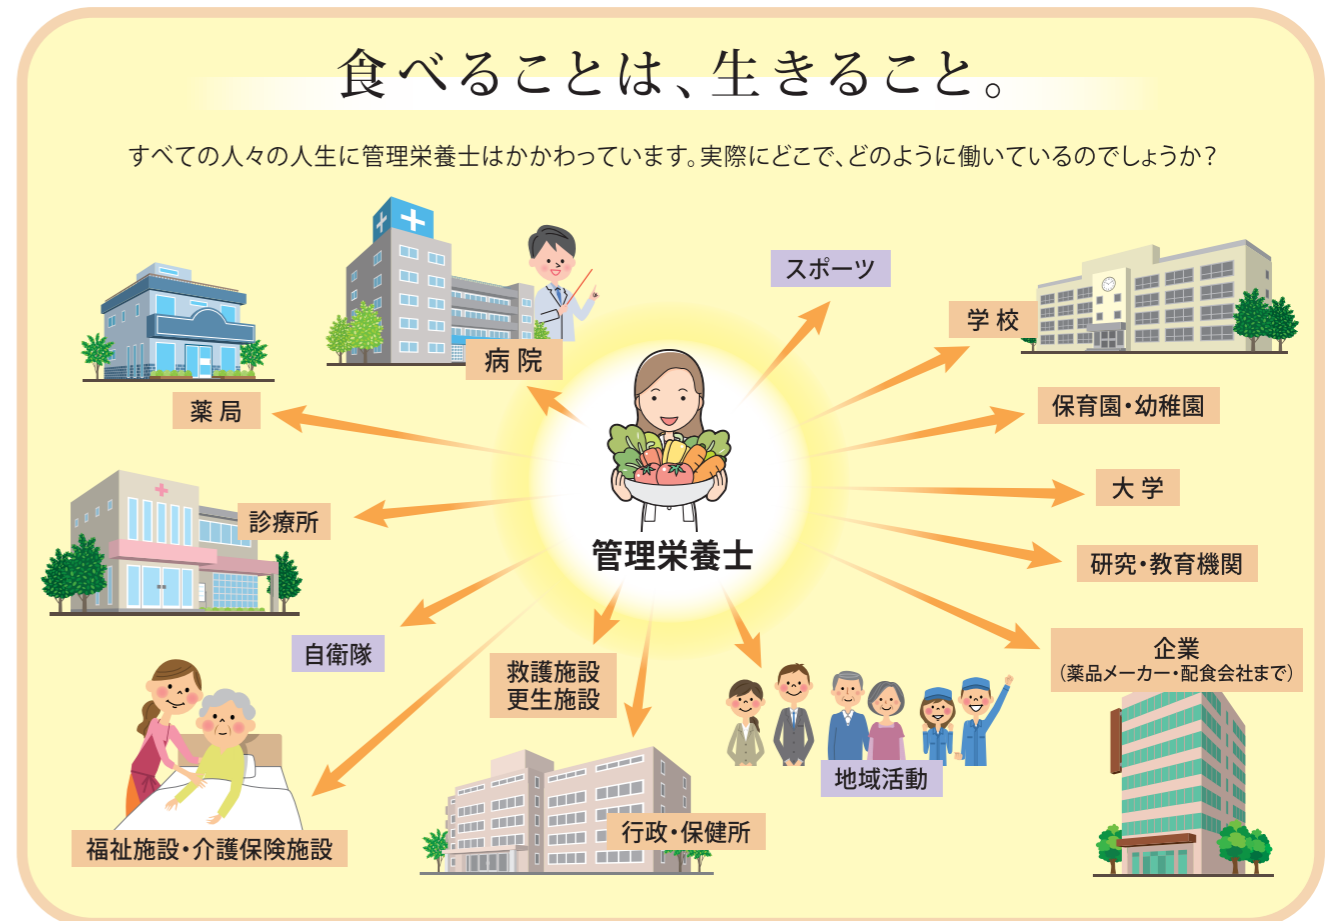 食べることは、生きること。
すべての人々の人生に管理栄養士はかかわっています。実際にどこで、どのように働いているのでしょうか？
スポーツ
学校
病院
薬局
保育園・幼稚園
大学
診療所
管理栄養士
研究・教育機関
自衛隊
救護施設
更生施設
企業
（薬品メーカー・配食会社まで）
地域活動
行政・保健所
福祉施設・介護保険施設